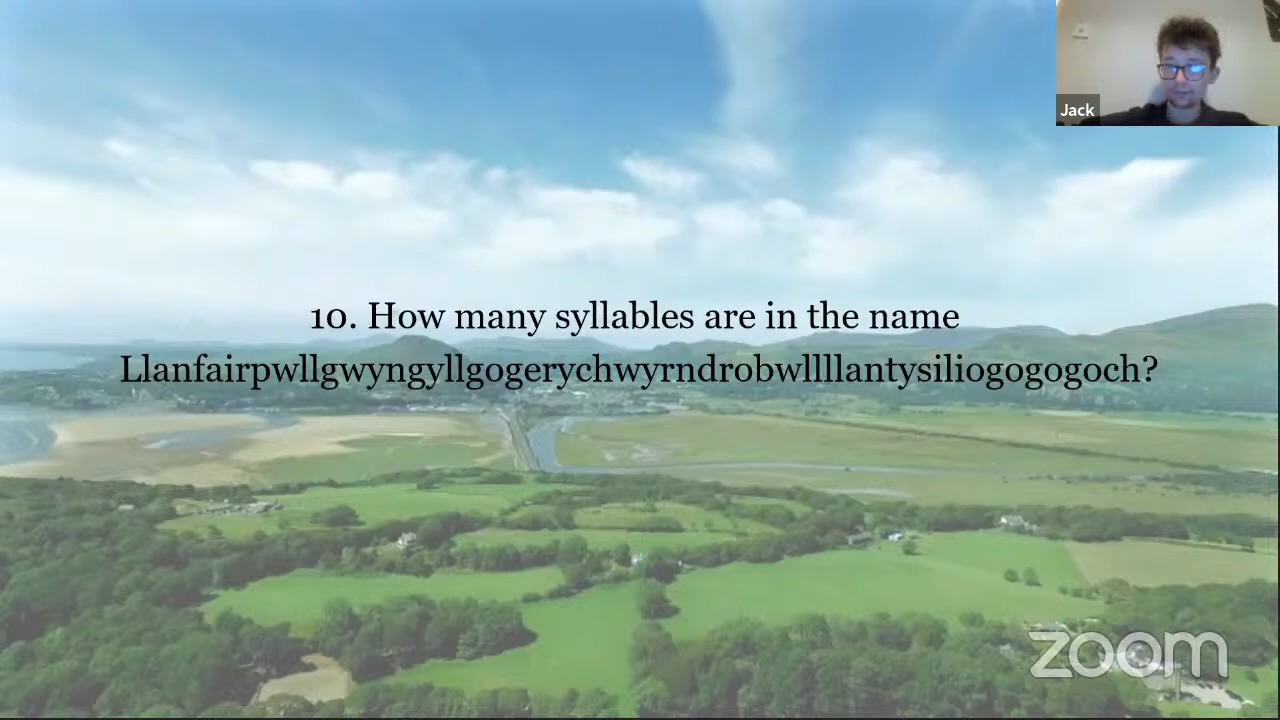 Jack
10. How many syllables are in the name
Llanfairpwllgwyngyllgogerychwyrndrobwllllantysiliogogogoch?
zoom